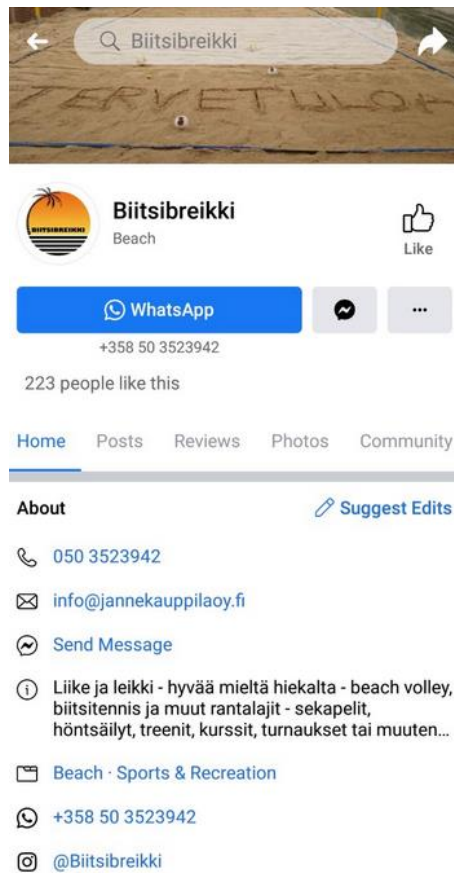 Biitsibreikki
TERVETULOA
BIITSIBREIKKI
Biitsibreikki
Beach
Like
WhatsApp
+358 50 3523942
223 people like this
Home Posts Reviews Photos Community
About
Suggest Edits
050 3523942
info@jannekauppilaoy.fi
Send Message
Liike ja leikki - hyvää mieltä hiekalta - beach volley,
biitsitennis ja muut rantalajit - sekapelit,
höntsäilyt, treenit, kurssit, turnaukset tai muuten...
Beach · Sports & Recreation
+358 50 3523942
@Biitsibreikki